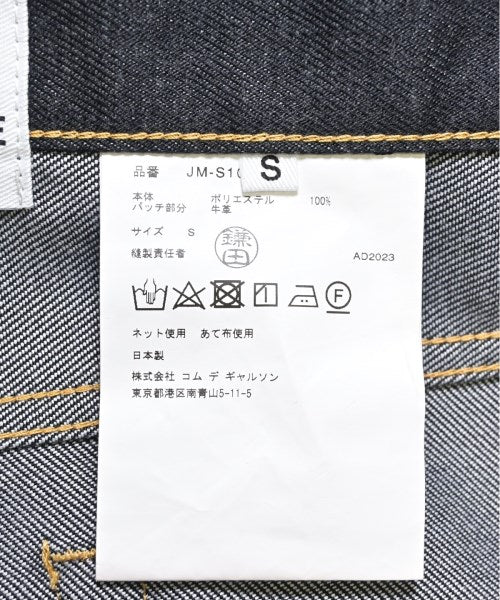 品番 JM-S1
S
本体 ポリエステル 100%
パッチ部分 牛革
サイズ S
縫製責任者 鎌田
AD2023
F
ネット使用 あて布使用
日本製
株式会社 コム デ ギャルソン
東京都港区南青山5-11-5
E